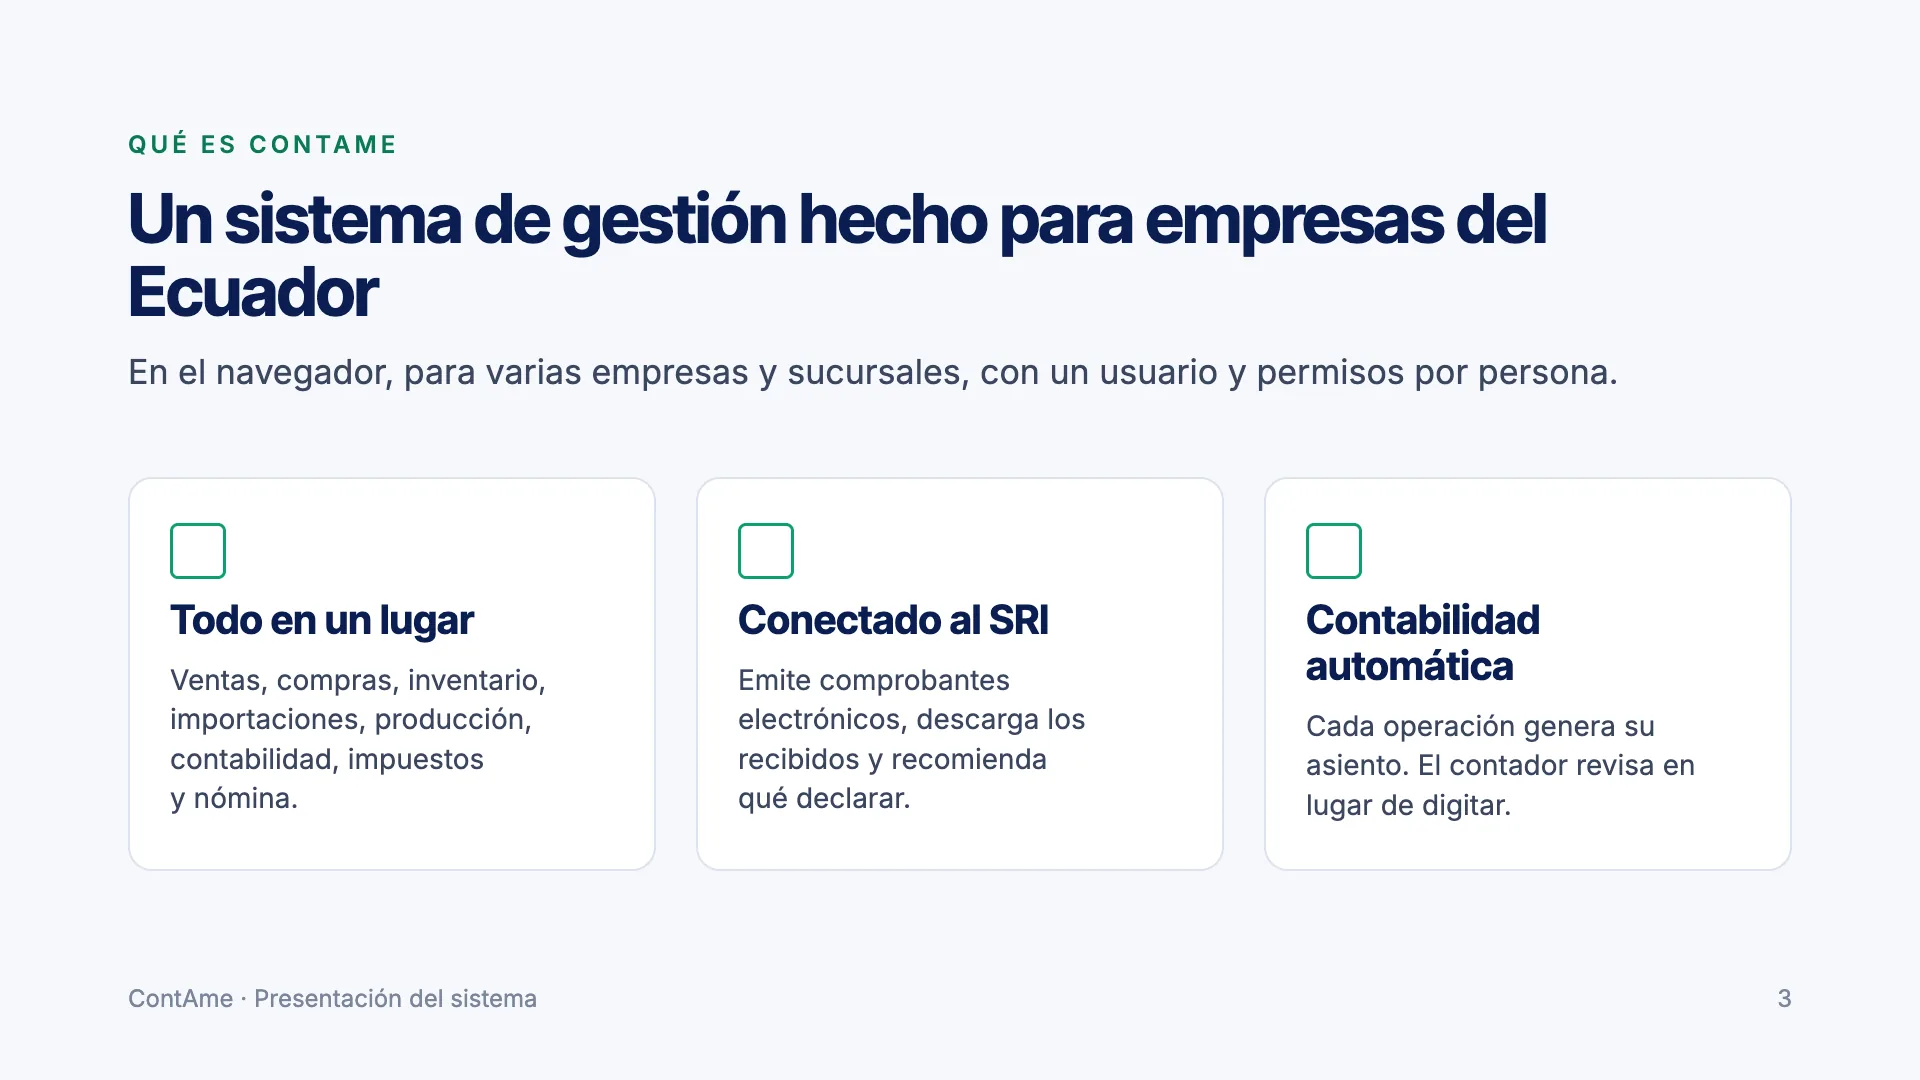 QUÉ ES CONTAME
Un sistema de gestión hecho para empresas del
Ecuador
En el navegador, para varias empresas y sucursales, con un usuario y permisos por persona.
Todo en un lugar
Ventas, compras, inventario,
importaciones, producción,
contabilidad, impuestos
y nómina.
Conectado al SRI
Emite comprobantes
electrónicos, descarga los
recibidos y recomienda
qué declarar.
Contabilidad
automática
Cada operación genera su
asiento. El contador revisa en
lugar de digitar.
ContAme · Presentación del sistema
3